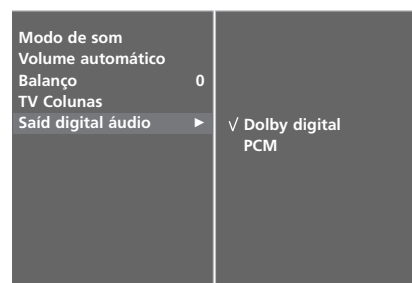 Modo de som
Volume automático
Balanço 0
TV Colunas
Saíd digital áudio ►
√ Dolby digital
PCM